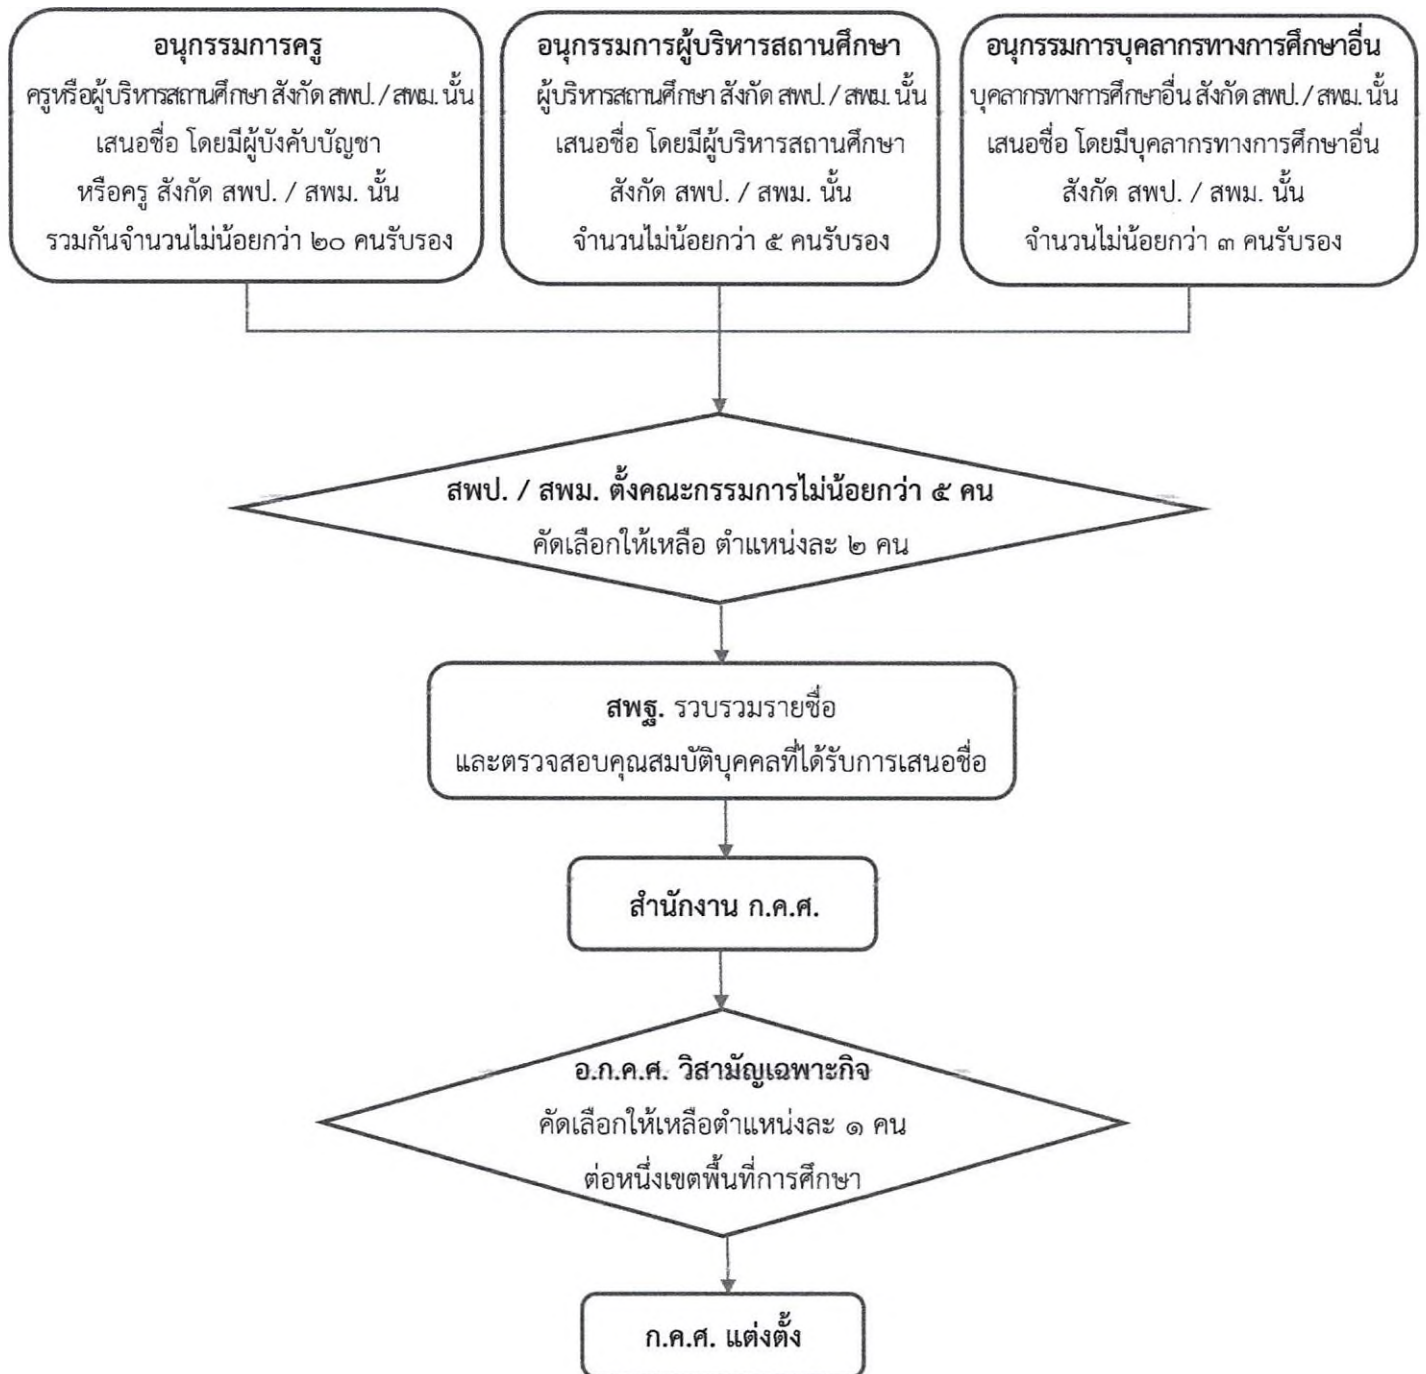 อนุกรรมการครู
ครูหรือผู้บริหารสถานศึกษา สังกัด สพป. / สพม. นั้น
เสนอชื่อ โดยมีผู้บังคับบัญชา
หรือครู สังกัด สพป. / สพม. นั้น
รวมกันจำนวนไม่น้อยกว่า ๒๐ คนรับรอง
อนุกรรมการผู้บริหารสถานศึกษา
ผู้บริหารสถานศึกษา สังกัด สพป. / สพม. นั้น
เสนอชื่อ โดยมีผู้บริหารสถานศึกษา
สังกัด สพป. / สพม. นั้น
จำนวนไม่น้อยกว่า ๕ คนรับรอง
อนุกรรมการบุคลากรทางการศึกษาอื่น
บุคลากรทางการศึกษาอื่น สังกัด สพป. / สพม. นั้น
เสนอชื่อ โดยมีบุคลากรทางการศึกษาอื่น
สังกัด สพป. / สพม. นั้น
จำนวนไม่น้อยกว่า ๓ คนรับรอง
สพป. / สพม. ตั้งคณะกรรมการไม่น้อยกว่า ๕ คน
คัดเลือกให้เหลือ ตำแหน่งละ ๒ คน
สพฐ. รวบรวมรายชื่อ
และตรวจสอบคุณสมบัติบุคคลที่ได้รับการเสนอชื่อ
สำนักงาน ก.ค.ศ.
อ.ก.ค.ศ. วิสามัญเฉพาะกิจ
คัดเลือกให้เหลือตำแหน่งละ ๑ คน
ต่อหนึ่งเขตพื้นที่การศึกษา
ก.ค.ศ. แต่งตั้ง